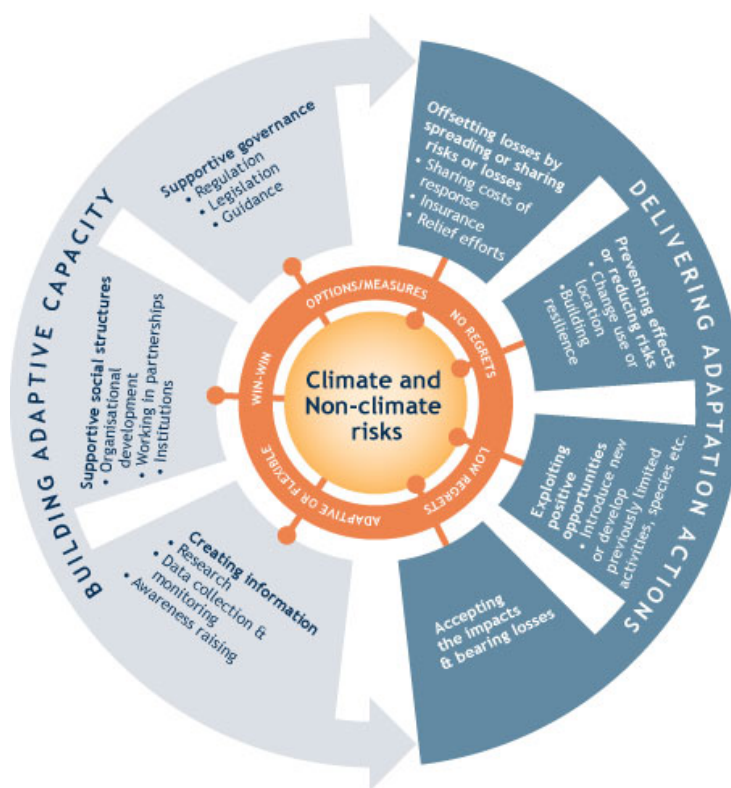 BUILDING ADAPTIVE CAPACITY
Supportive governance
• Regulation
• Legislation
• Guidance
Supportive social structures
• Organisational
development
• Working in partnerships
• Institutions
Creating information
• Research
• Data collection &
monitoring
• Awareness raising
DELIVERING ADAPTATION ACTIONS
Offsetting losses by
spreading or sharing
risks or losses
• Sharing costs of
response
• Insurance
• Relief efforts
Preventing effects
or reducing risks
• Change use or
location
•Building
resilience
Exploiting
positive
opportunities
• Introduce new
or develop
previously limited
activities, species etc.
Accepting
the impacts
& bearing losses
OPTIONS/MEASURES
NO REGRETS
LOW REGRETS
ADAPTIVE OR FLEXIBLE
WIN-WIN
Climate and
Non-climate
risks